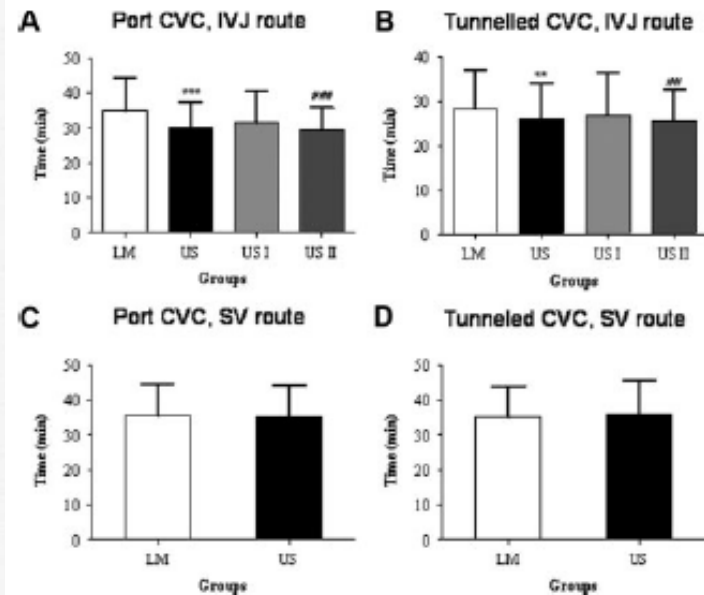 A Port CVC, IVJ route
50
40
30
20
10
0
Time (min)
***
###
LM US US I US II
Groups
B Tunnelled CVC, IVJ route
40
30
20
10
0
Time (min)
**
##
LM US US I US II
Groups
C Port CVC, SV route
50
40
30
20
10
0
Time (min)
LM US
Groups
D Tunneled CVC, SV route
50
40
30
20
10
0
Time (min)
LM US
Groups